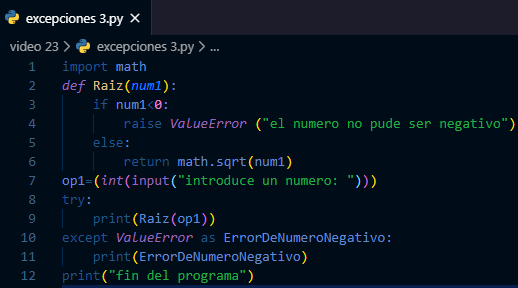 excepciones 3.py ×
video 23 > excepciones 3.py > ...
1 import math
2 def Raiz(num1):
3 if num1<0:
4 raise ValueError ("el numero no pude ser negativo")
5 else:
6 return math.sqrt(num1)
7 op1=(int(input("introduce un numero: ")))
8 try:
9 print(Raiz(op1))
10 except ValueError as ErrorDeNumeroNegativo:
11 print(ErrorDeNumeroNegativo)
12 print("fin del programa")